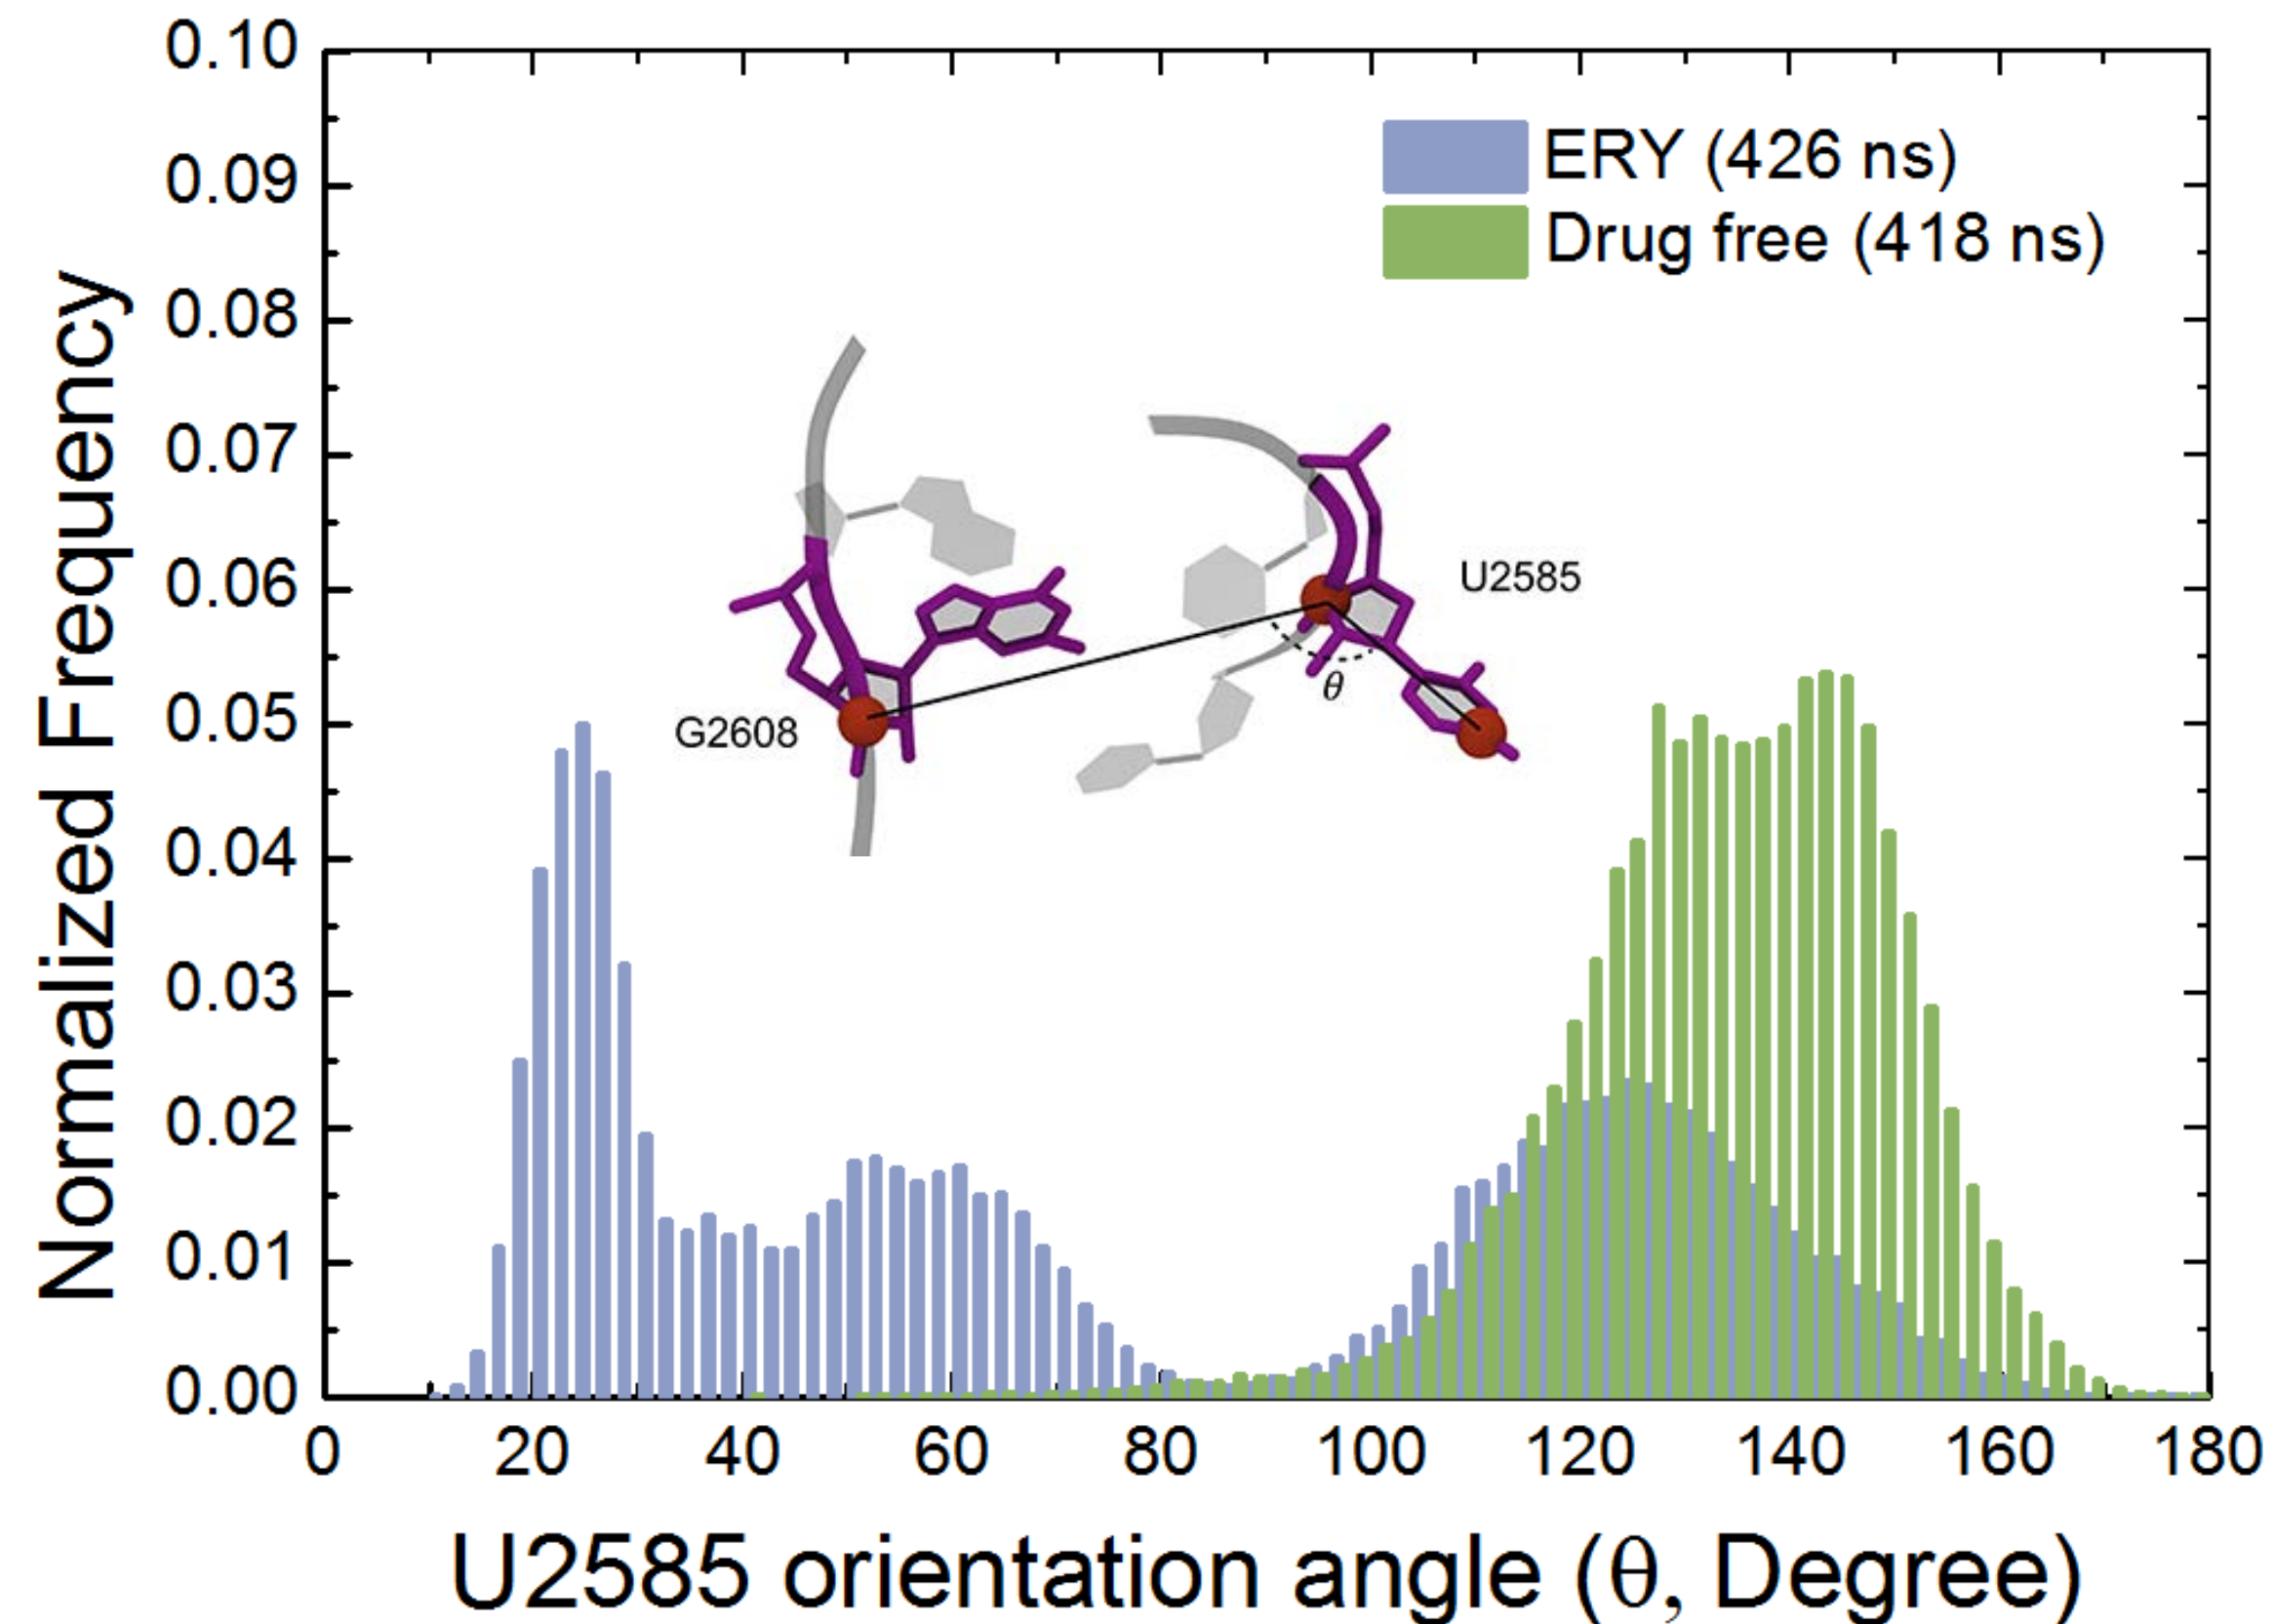 0.10
0.09
0.08
0.07
0.06
0.05
0.04
0.03
0.02
0.01
0.00
Normalized Frequency
ERY (426 ns)
Drug free (418 ns)
U2585
G2608
θ
0 20 40 60 80 100 120 140 160 180
U2585 orientation angle (θ, Degree)